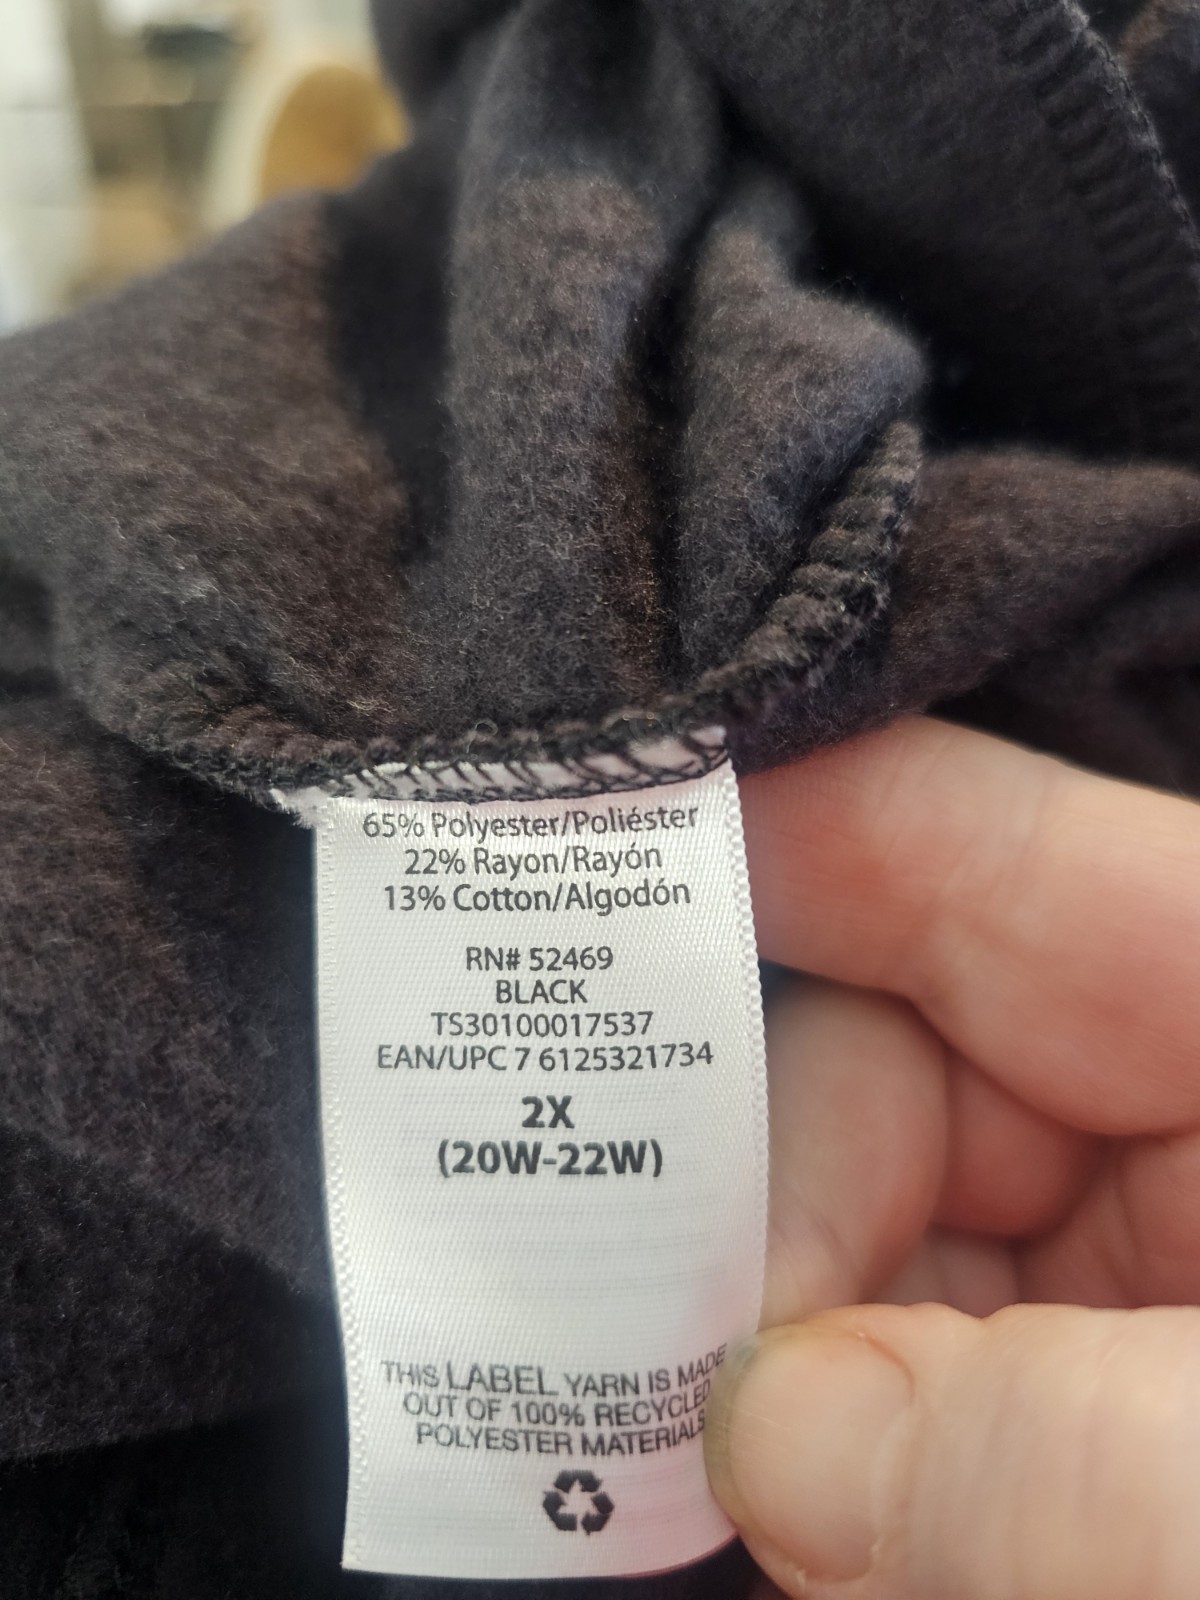 65% Polyester/Poliéster
22% Rayon/Rayón
13% Cotton/Algodón
RN# 52469
BLACK
TS30100017537
EAN/UPC 7 6125321734
2X
(20W-22W)
THIS LABEL YARN IS MADE
OUT OF 100% RECYCLED
POLYESTER MATERIALS